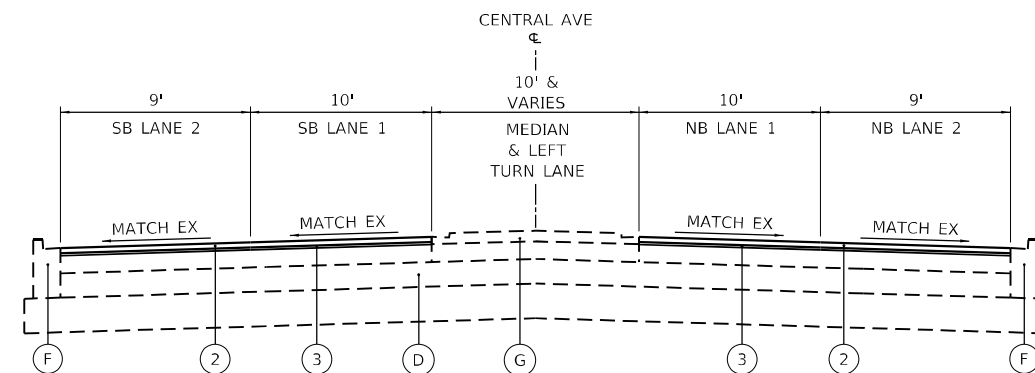 CENTRAL AVE
℄
10' &
VARIES
9'
10'
10'
9'
SB LANE 2
SB LANE 1
MEDIAN
& LEFT
TURN LANE
NB LANE 1
NB LANE 2
MATCH EX
MATCH EX
MATCH EX
MATCH EX
F
2
3
D
G
3
2
F